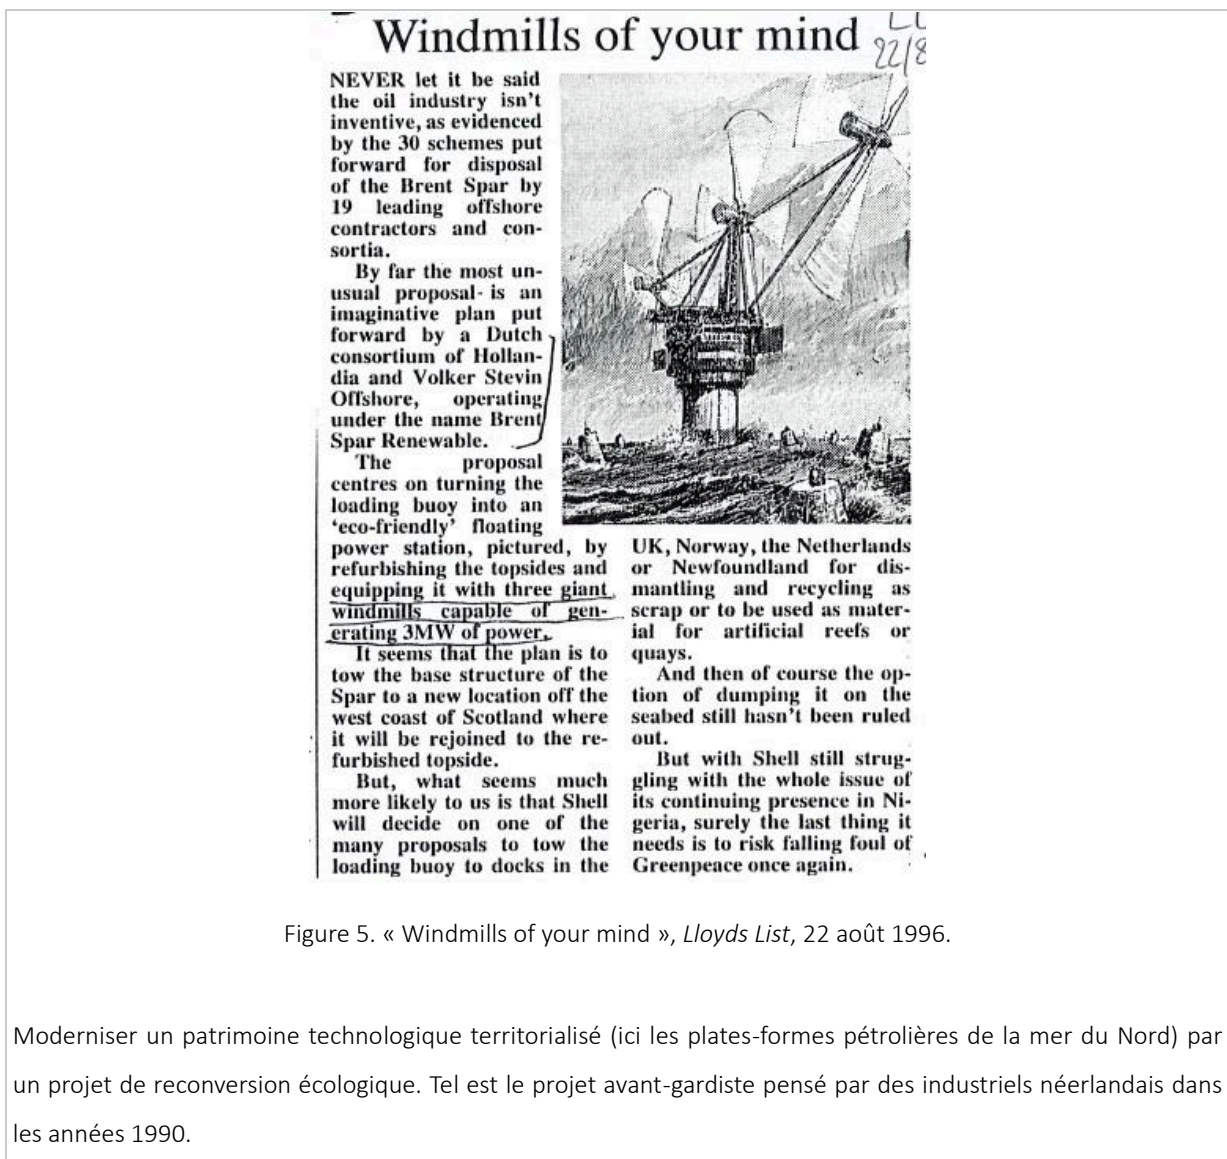 Windmills of your mind
22/8
NEVER let it be said
the oil industry isn't
inventive, as evidenced
by the 30 schemes put
forward for disposal
of the Brent Spar by
19 leading offshore
contractors and con-
sortia.
By far the most un-
usual proposal- is an
imaginative plan put
forward by a Dutch
consortium of Hollan-
dia and Volker Stevin
Offshore, operating
under the name Brent
Spar Renewable.
The proposal
centres on turning the
loading buoy into an
‘eco-friendly’ floating
power station, pictured, by
refurbishing the topsides and
equipping it with three giant
windmills capable of gen-
erating 3MW of power.
It seems that the plan is to
tow the base structure of the
Spar to a new location off the
west coast of Scotland where
it will be rejoined to the re-
furbished topside.
But, what seems much
more likely to us is that Shell
will decide on one of the
many proposals to tow the
loading buoy to docks in the
UK, Norway, the Netherlands
or Newfoundland for dis-
mantling and recycling as
scrap or to be used as mater-
ial for artificial reefs or
quays.
And then of course the op-
tion of dumping it on the
seabed still hasn't been ruled
out.
But with Shell still strug-
gling with the whole issue of
its continuing presence in Ni-
geria, surely the last thing it
needs is to risk falling foul of
Greenpeace once again.
Figure 5. « Windmills of your mind », Lloyds List, 22 août 1996.
Moderniser un patrimoine technologique territorialisé (ici les plates-formes pétrolières de la mer du Nord) par
un projet de reconversion écologique. Tel est le projet avant-gardiste pensé par des industriels néerlandais dans
les années 1990.